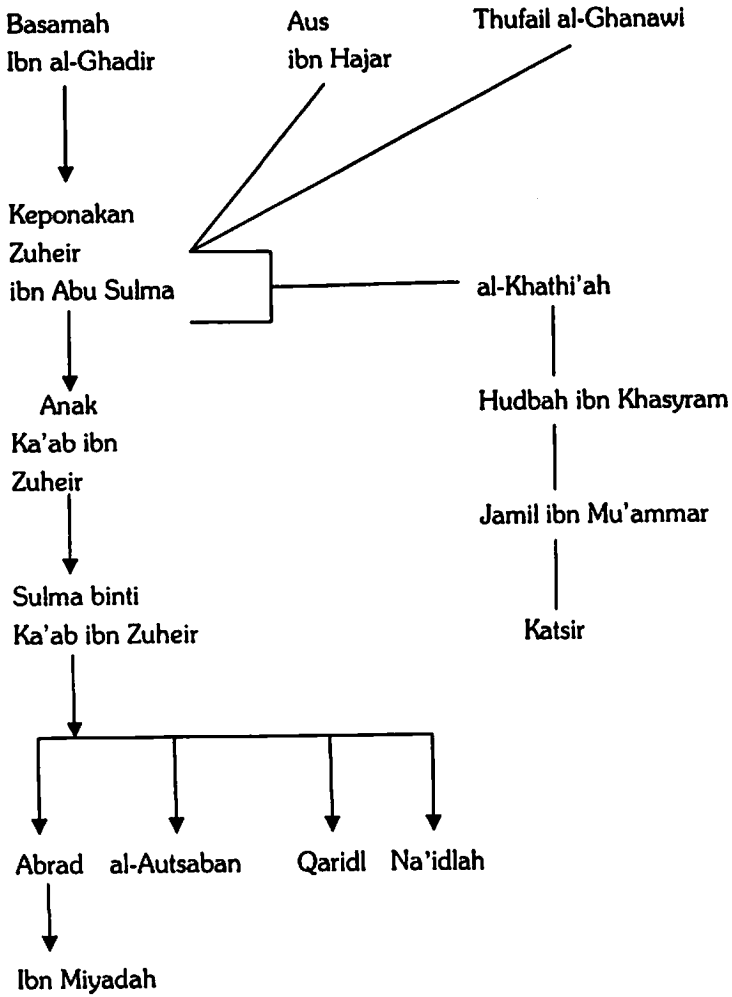 Basamah
Ibn al-Ghadir
Aus
ibn Hajar
Thufail al-Ghanawi
Keponakan
Zuheir
ibn Abu Sulma
al-Khathi'ah
Anak
Ka'ab ibn
Zuheir
Hudbah ibn Khasyram
Jamil ibn Mu'ammar
Sulma binti
Ka'ab ibn Zuheir
Katsir
Abrad
al-Autsaban
Qaridl
Na'idlah
Ibn Miyadah